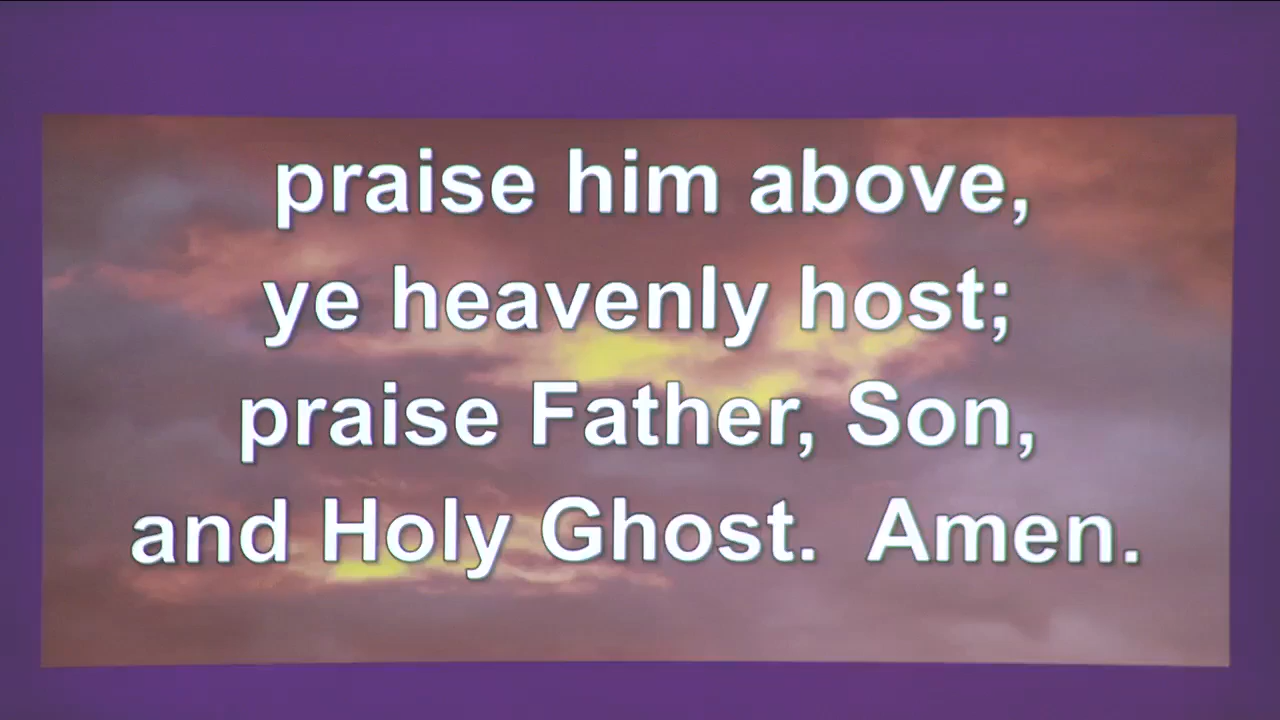 praise him above,
ye heavenly host;
praise Father, Son,
and Holy Ghost.  Amen.